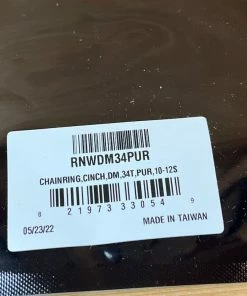 RNWDM34PUR
CHAINRING,CINCH,DM,34T,PUR,10-12S
8 21973 33054 9
05/23/22 MADE IN TAIWAN